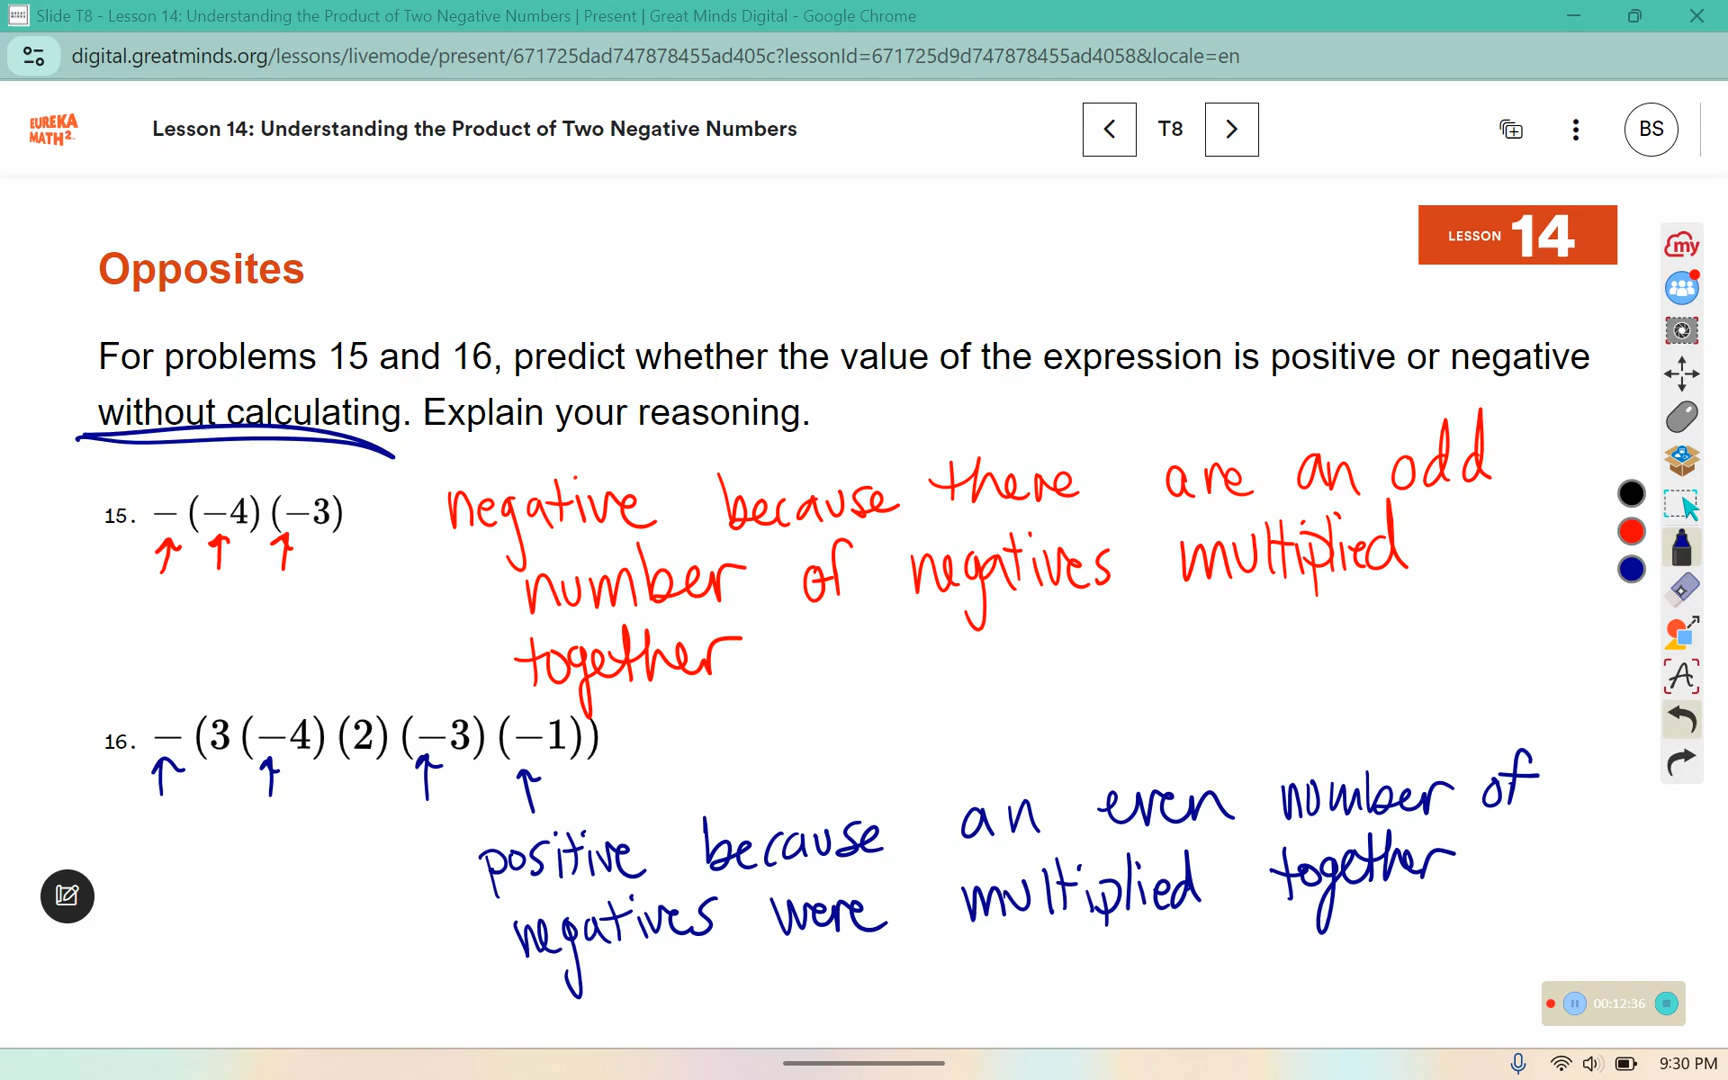 Slide T8 - Lesson 14: Understanding the Product of Two Negative Numbers | Present | Great Minds Digital - Google Chrome
digital.greatminds.org/lessons/livemode/present/671725dad747878455ad405c?lessonId=671725d9d747878455ad4058&locale=en
EUREKA
MATH²
Lesson 14: Understanding the Product of Two Negative Numbers
T8
BS
LESSON 14
my
Opposites
For problems 15 and 16, predict whether the value of the expression is positive or negative
without calculating. Explain your reasoning.
15. −(−4)(−3)
negative because there are an odd
number of negatives multiplied
together
16. −(3(−4)(2)(−3)(−1))
positive because an even number of
negatives were multiplied together
A
00:12:36
9:30 PM